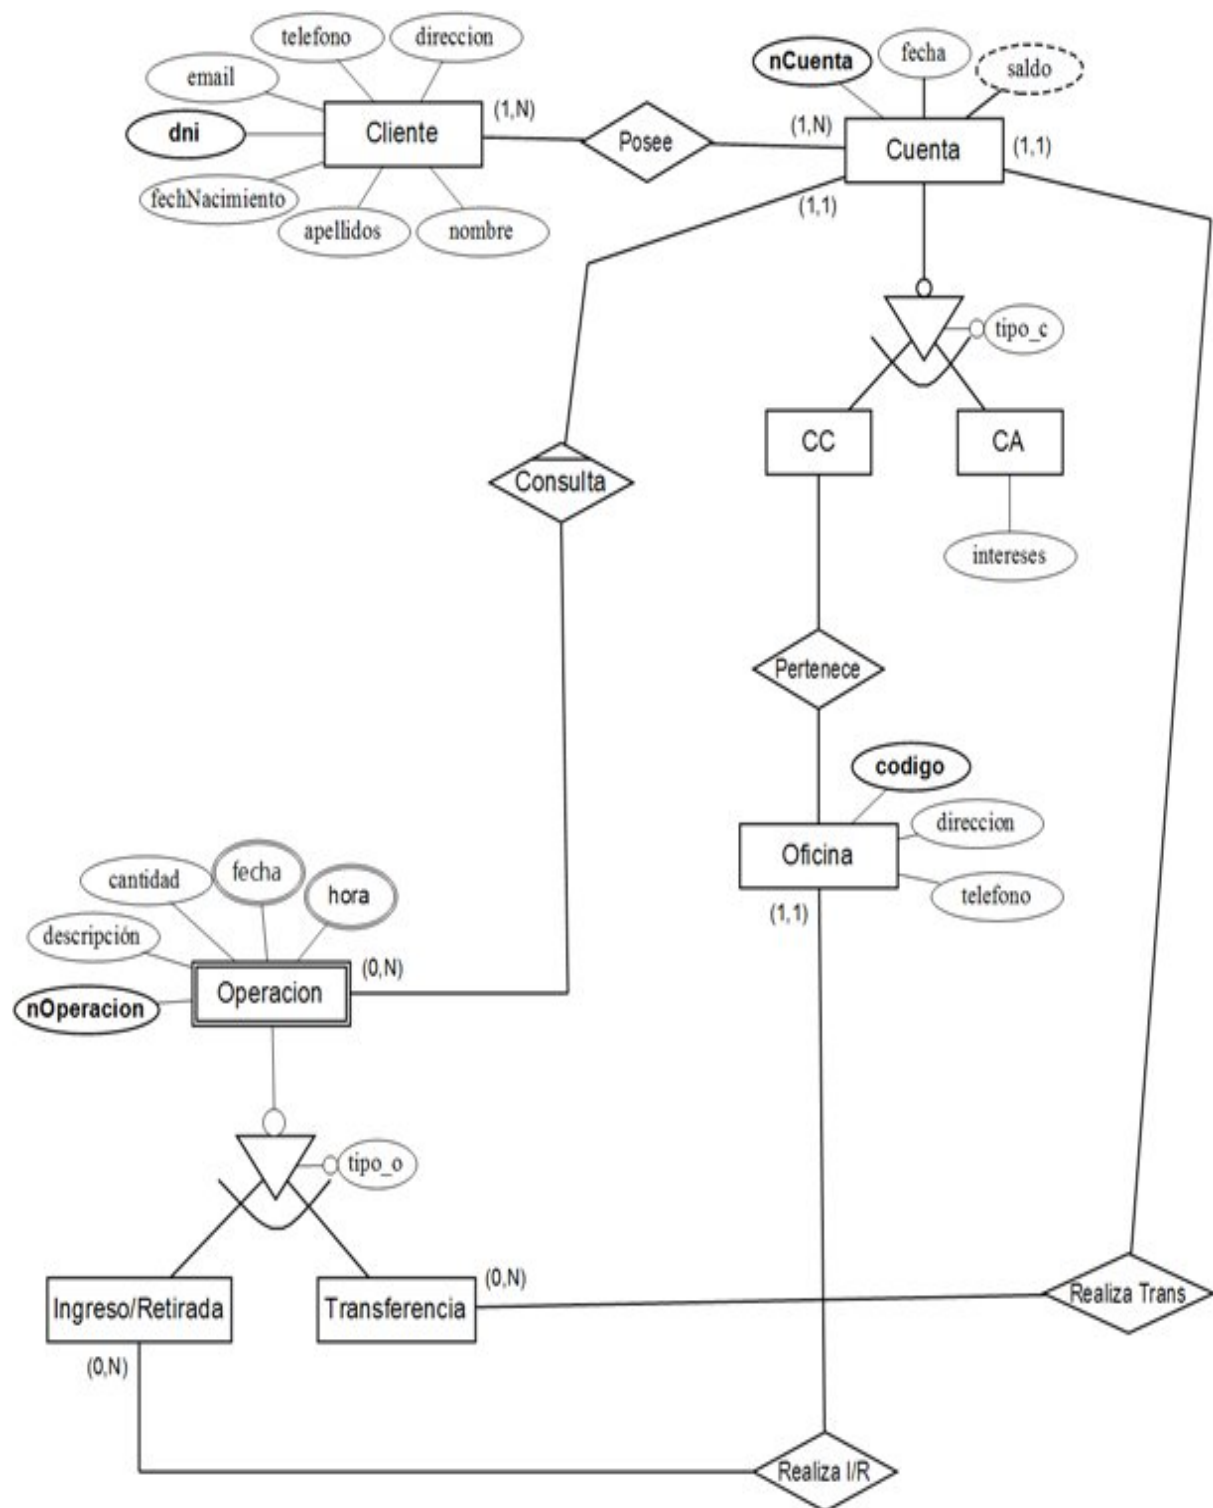 telefono
direccion
email
dni
fechNacimiento
apellidos
nombre
Cliente
(1,N)
Posee
(1,N)
nCuenta
fecha
saldo
Cuenta
(1,1)
(1,1)
tipo_c
CC
CA
intereses
Consulta
Pertenece
codigo
direccion
telefono
Oficina
(1,1)
cantidad
fecha
hora
descripción
nOperacion
Operacion
(0,N)
tipo_o
Ingreso/Retirada
(0,N)
Transferencia
(0,N)
Realiza Trans
Realiza I/R